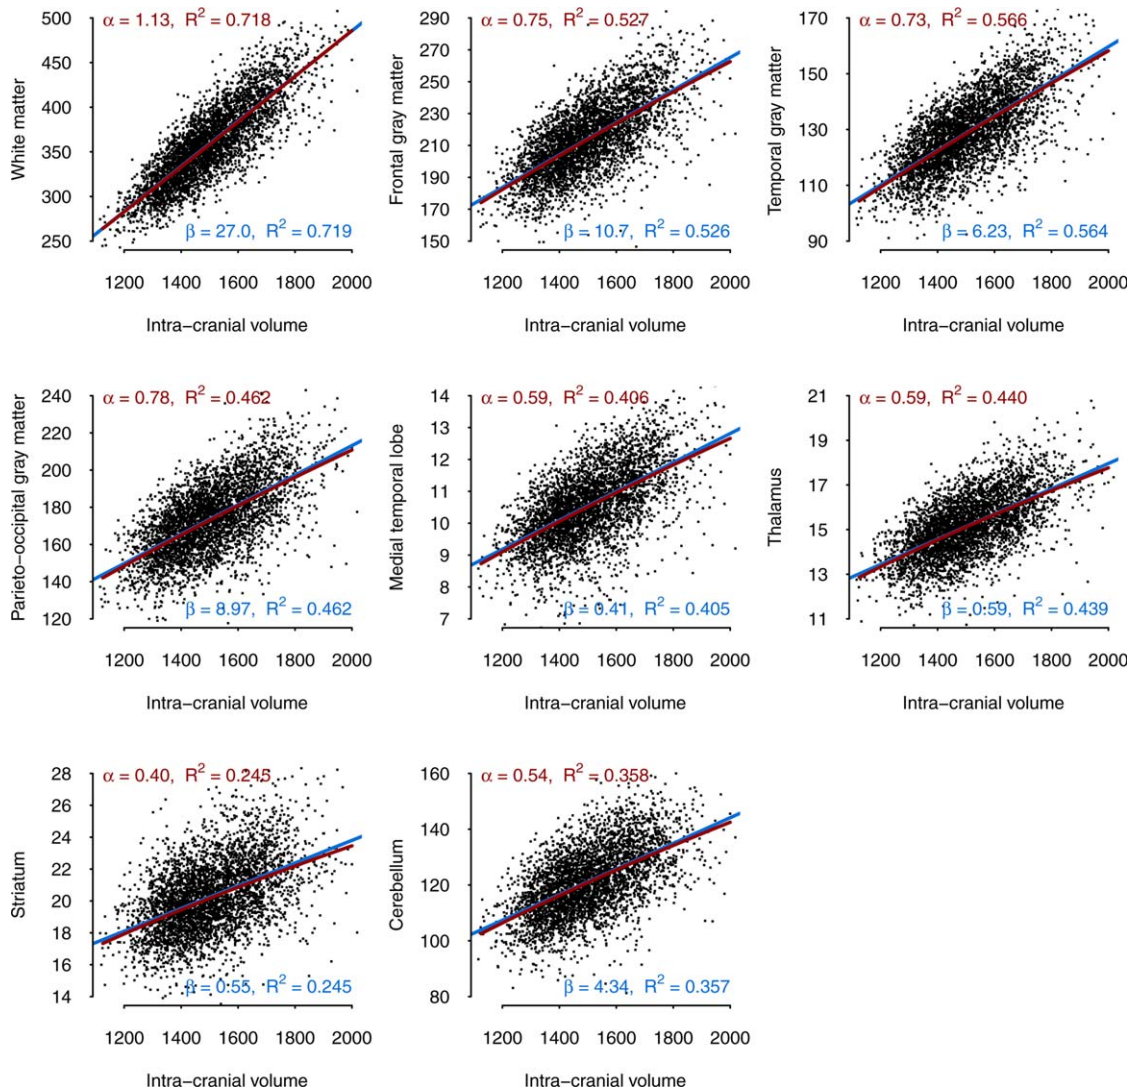 α = 1.13, R² = 0.718
White matter
500
450
400
350
300
250
β = 27.0, R² = 0.719
1200 1400 1600 1800 2000
Intra−cranial volume
α = 0.75, R² = 0.527
Frontal gray matter
290
270
250
230
210
190
170
150
β = 10.7, R² = 0.526
1200 1400 1600 1800 2000
Intra−cranial volume
α = 0.73, R² = 0.566
Temporal gray matter
170
150
130
110
90
β = 6.23, R² = 0.564
1200 1400 1600 1800 2000
Intra−cranial volume
α = 0.78, R² = 0.462
Parieto−occipital gray matter
240
220
200
180
160
140
120
β = 8.97, R² = 0.462
1200 1400 1600 1800 2000
Intra−cranial volume
α = 0.59, R² = 0.406
Medial temporal lobe
14
13
12
11
10
9
8
7
β = 0.41, R² = 0.405
1200 1400 1600 1800 2000
Intra−cranial volume
α = 0.59, R² = 0.440
Thalamus
21
19
17
15
13
11
β = 0.59, R² = 0.439
1200 1400 1600 1800 2000
Intra−cranial volume
α = 0.40, R² = 0.245
Striatum
28
26
24
22
20
18
16
14
β = 0.55, R² = 0.245
1200 1400 1600 1800 2000
Intra−cranial volume
α = 0.54, R² = 0.358
Cerebellum
160
140
120
100
80
β = 4.34, R² = 0.357
1200 1400 1600 1800 2000
Intra−cranial volume